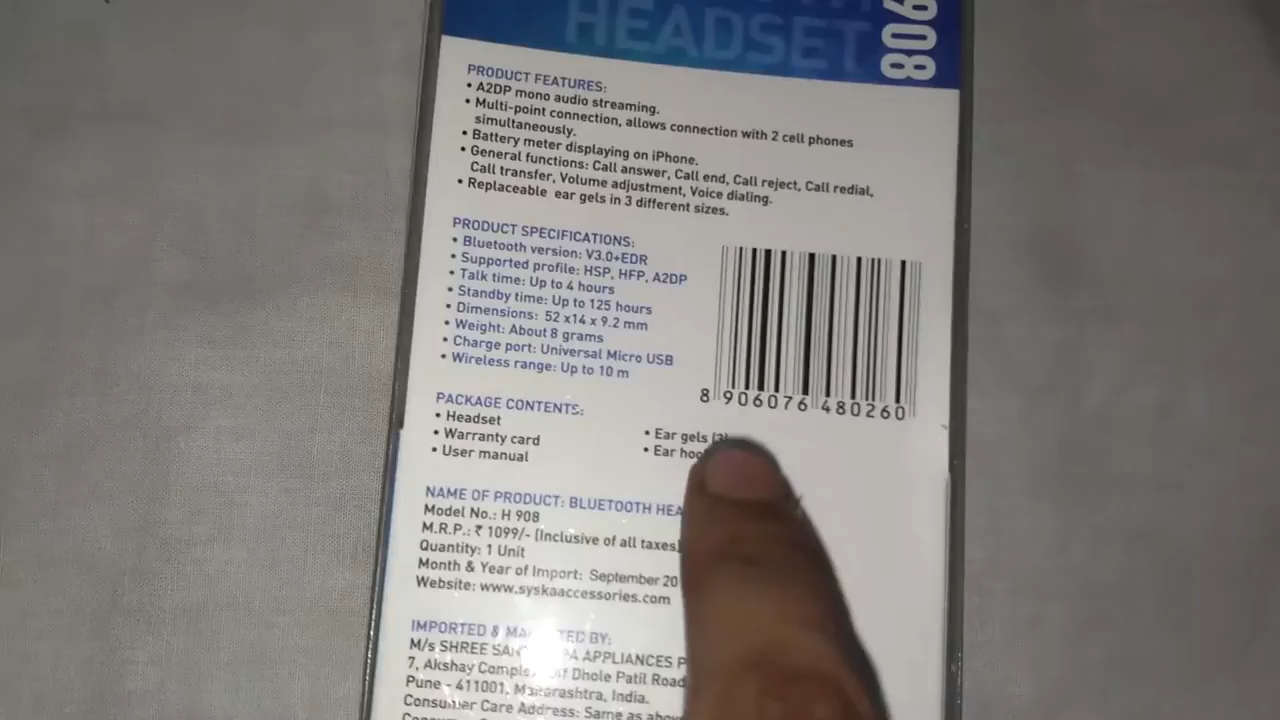 HEADSET
908
PRODUCT FEATURES:
• A2DP mono audio streaming.
• Multi-point connection, allows connection with 2 cell phones
simultaneously.
• Battery meter displaying on iPhone.
• General functions: Call answer, Call end, Call reject, Call redial,
Call transfer, Volume adjustment, Voice dialing.
• Replaceable ear gels in 3 different sizes.
PRODUCT SPECIFICATIONS:
• Bluetooth version: V3.0+EDR
• Supported profile: HSP, HFP, A2DP
• Talk time: Up to 4 hours
• Standby time: Up to 125 hours
• Dimensions: 52 x14 x 9.2 mm
• Weight: About 8 grams
• Charge port: Universal Micro USB
• Wireless range: Up to 10 m
8 906076 480260
PACKAGE CONTENTS:
• Headset
• Warranty card
• User manual
• Ear gels
• Ear
NAME OF PRODUCT: BLUETOOTH
Model No.: H 908
M.R.P.: ₹ 1099/- (Inclusive of all taxes)
Quantity: 1 Unit
Month & Year of Import: September
Website: www.syskaaccessories.com
IMPORTED & BY:
M/s SHREE APPLIANCES
7, Akshay Dhole Patil Road
Pune - 411001, Maharashtra, India.
Consumer Care Address: Same as above